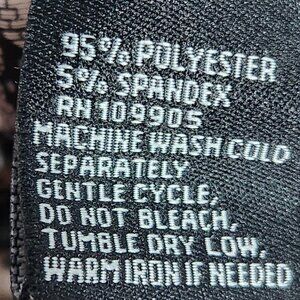 95% POLYESTER
5% SPANDEX
RN 109905
MACHINE WASH COLD
SEPARATELY
GENTLE CYCLE,
DO NOT BLEACH,
TUMBLE DRY LOW,
WARM IRON IF NEEDED